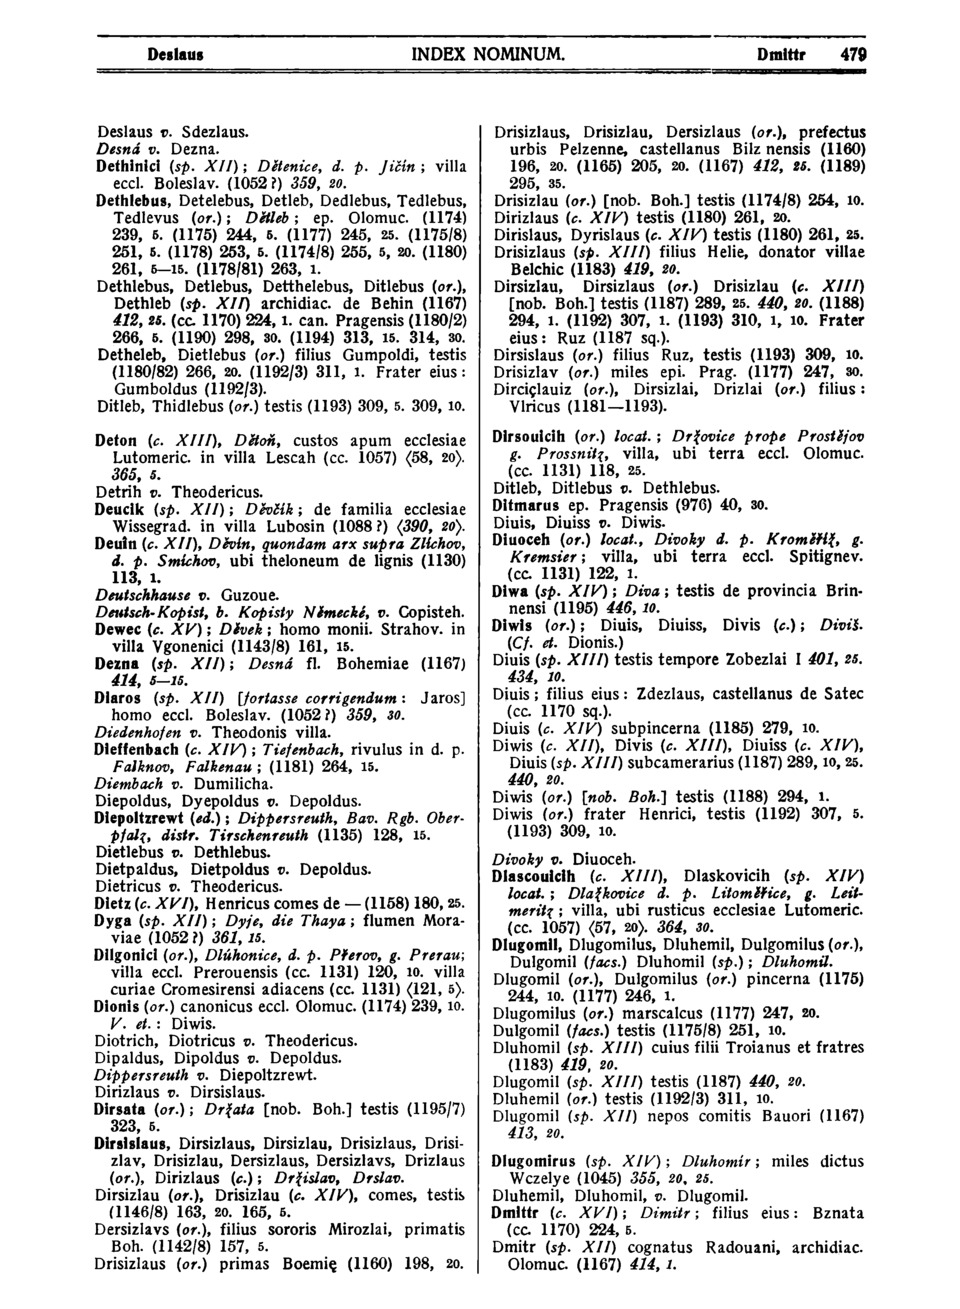 Deslaus INDEX NOMINUM. Dmittr 479
Deslaus v. Sdezlaus.
Desná v. Dezna.
Dethinici (sp. XII); Dětenice, d. p. Jičín; villa
eccl. Boleslav. (1052?) 359, 20.
Dethlebus, Detelebus, Detleb, Dedlebus, Tedlebus,
Tedlevus (or.); Dětleb; ep. Olomuc. (1174)
239, 5. (1175) 244, 5. (1177) 245, 25. (1175/8)
251, 5. (1178) 253, 5. (1174/8) 255, 5, 20. (1180)
261, 5—15. (1178/81) 263, 1.
Dethlebus, Detlebus, Detthelebus, Ditlebus (or.),
Dethleb (sp. XII) archidiac. de Behin (1167)
412, 25. (cc. 1170) 224, 1. can. Pragensis (1180/2)
266, 5. (1190) 298, 30. (1194) 313, 15. 314, 30.
Detheleb, Dietlebus (or.) filius Gumpoldi, testis
(1180/82) 266, 20. (1192/3) 311, 1. Frater eius:
Gumboldus (1192/3).
Ditleb, Thidlebus (or.) testis (1193) 309, 5. 309, 10.
Deton (c. XIII), Dětoň, custos apum ecclesiae
Lutomeric. in villa Lescah (cc. 1057) ⟨58, 20⟩.
365, 5.
Detrih v. Theodericus.
Deucik (sp. XII); Děvčík; de familia ecclesiae
Wissegrad. in villa Lubosin (1088?) ⟨390, 20⟩.
Deuin (c. XII), Děvín, quondam arx supra Zlíchov,
d. p. Smíchov, ubi theloneum de lignis (1130)
113, 1.
Deutschhause v. Guzoue.
Deutsch-Kopist, b. Kopisty Německé, v. Copisteh.
Dewec (c. XV); Děvek; homo monii. Strahov. in
villa Vgonenici (1143/8) 161, 15.
Dezna (sp. XII); Desná fl. Bohemiae (1167)
414, 5—15.
Diaros (sp. XII) [fortasse corrigendum: Jaros]
homo eccl. Boleslav. (1052?) 359, 30.
Diedenhofen v. Theodonis villa.
Dieffenbach (c. XIV); Tiefenbach, rivulus in d. p.
Falknov, Falkenau; (1181) 264, 15.
Diembach v. Dumilicha.
Diepoldus, Dyepoldus v. Depoldus.
Diepoltzrewt (ed.); Dippersreuth, Bav. Rgb. Ober-
pfalz, distr. Tirschenreuth (1135) 128, 15.
Dietlebus v. Dethlebus.
Dietpaldus, Dietpoldus v. Depoldus.
Dietricus v. Theodericus.
Dietz (c. XVI), Henricus comes de — (1158) 180, 25.
Dyga (sp. XII); Dyje, die Thaya; flumen Mora-
viae (1052?) 361, 15.
Dilgonici (or.), Dlúhonice, d. p. Přerov, g. Prerau;
villa eccl. Prerouensis (cc. 1131) 120, 10. villa
curiae Cromesirensi adiacens (cc. 1131) ⟨121, 5⟩.
Dionis (or.) canonicus eccl. Olomuc. (1174) 239, 10.
V. et.: Diwis.
Diotrich, Diotricus v. Theodericus.
Dipaldus, Dipoldus v. Depoldus.
Dippersreuth v. Diepoltzrewt.
Dirizlaus v. Dirsislaus.
Dirsata (or.); Držata [nob. Boh.] testis (1195/7)
323, 5.
Dirsislaus, Dirsizlaus, Dirsizlau, Drisizlaus, Drisi-
zlav, Drisizlau, Dersizlaus, Dersizlavs, Drizlaus
(or.), Dirizlaus (c.); Držislav, Drslav.
Dirsizlau (or.), Drisizlau (c. XIV), comes, testis
(1146/8) 163, 20. 165, 5.
Dersizlavs (or.), filius sororis Mirozlai, primatis
Boh. (1142/8) 157, 5.
Drisizlaus (or.) primas Boemię (1160) 198, 20.
Drisizlaus, Drisizlau, Dersizlaus (or.), prefectus
urbis Pelzenne, castellanus Bilz nensis (1160)
196, 20. (1165) 205, 20. (1167) 412, 25. (1189)
295, 35.
Drisizlau (or.) [nob. Boh.] testis (1174/8) 254, 10.
Dirizlaus (c. XIV) testis (1180) 261, 20.
Dirislaus, Dyrislaus (c. XIV) testis (1180) 261, 25.
Drisizlaus (sp. XIII) filius Helie, donator villae
Belchic (1183) 419, 20.
Dirsizlau, Dirsizlaus (or.) Drisizlau (c. XIII)
[nob. Boh.] testis (1187) 289, 25. 440, 20. (1188)
294, 1. (1192) 307, 1. (1193) 310, 1, 10. Frater
eius: Ruz (1187 sq.).
Dirsislaus (or.) filius Ruz, testis (1193) 309, 10.
Drisizlav (or.) miles epi. Prag. (1177) 247, 30.
Dirciçlauiz (or.), Dirsizlai, Drizlai (or.) filius:
Vlricus (1181—1193).
Dirsouicih (or.) locat.; Držovice prope Prostějov
g. Prossnitz, villa, ubi terra eccl. Olomuc.
(cc. 1131) 118, 25.
Ditleb, Ditlebus v. Dethlebus.
Ditmarus ep. Pragensis (976) 40, 30.
Diuis, Diuiss v. Diwis.
Diuoceh (or.) locat., Divoky d. p. Kroměříž, g.
Kremsier; villa, ubi terra eccl. Spitignev.
(cc. 1131) 122, 1.
Diwa (sp. XIV); Diva; testis de provincia Brin-
nensi (1195) 446, 10.
Diwis (or.); Diuis, Diuiss, Divis (c.); Diviš.
(Cf. et. Dionis.)
Diuis (sp. XIII) testis tempore Zobezlai I 401, 25.
434, 10.
Diuis; filius eius: Zdezlaus, castellanus de Satec
(cc. 1170 sq.).
Diuis (c. XIV) subpincerna (1185) 279, 10.
Diwis (c. XII), Divis (c. XIII), Diuiss (c. XIV),
Diuis (sp. XIII) subcamerarius (1187) 289, 10, 25.
440, 20.
Diwis (or.) [nob. Boh.] testis (1188) 294, 1.
Diwis (or.) frater Henrici, testis (1192) 307, 5.
(1193) 309, 10.
Divoky v. Diuoceh.
Dlascouicih (c. XIII), Dlaskovicih (sp. XIV)
locat.; Dlažkovice d. p. Litoměřice, g. Leit-
meritz; villa, ubi rusticus ecclesiae Lutomeric.
(cc. 1057) ⟨57, 20⟩. 364, 30.
Dlugomil, Dlugomilus, Dluhemil, Dulgomilus (or.),
Dulgomil (facs.) Dluhomil (sp.); Dluhomil.
Dlugomil (or.), Dulgomilus (or.) pincerna (1175)
244, 10. (1177) 246, 1.
Dlugomilus (or.) marscalcus (1177) 247, 20.
Dulgomil (facs.) testis (1175/8) 251, 10.
Dluhomil (sp. XIII) cuius filii Troianus et fratres
(1183) 419, 20.
Dlugomil (sp. XIII) testis (1187) 440, 20.
Dluhemil (or.) testis (1192/3) 311, 10.
Dlugomil (sp. XII) nepos comitis Bauori (1167)
413, 20.
Dlugomirus (sp. XIV); Dluhomír; miles dictus
Wczelye (1045) 355, 20, 25.
Dluhemil, Dluhomil, v. Dlugomil.
Dmittr (c. XVI); Dimitr; filius eius: Bznata
(cc. 1170) 224, 5.
Dmitr (sp. XII) cognatus Radouani, archidiac.
Olomuc. (1167) 414, 1.